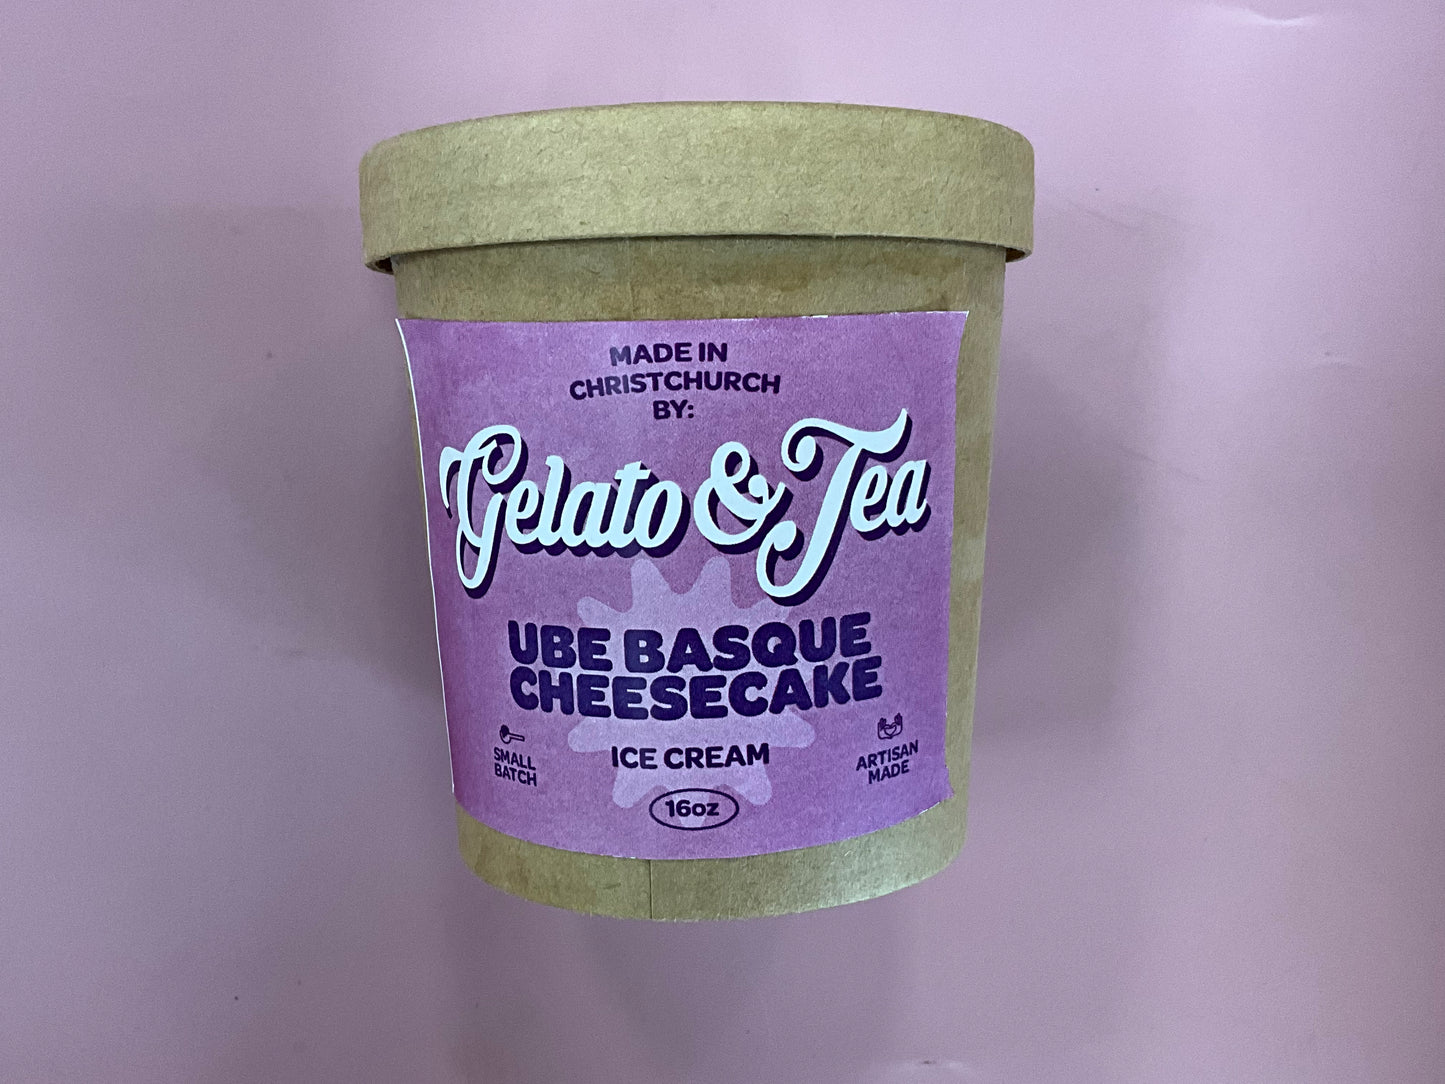 MADE IN
CHRISTCHURCH
BY:
Gelato & Tea
UBE BASQUE
CHEESECAKE
ICE CREAM
SMALL
BATCH
ARTISAN
MADE
16oz